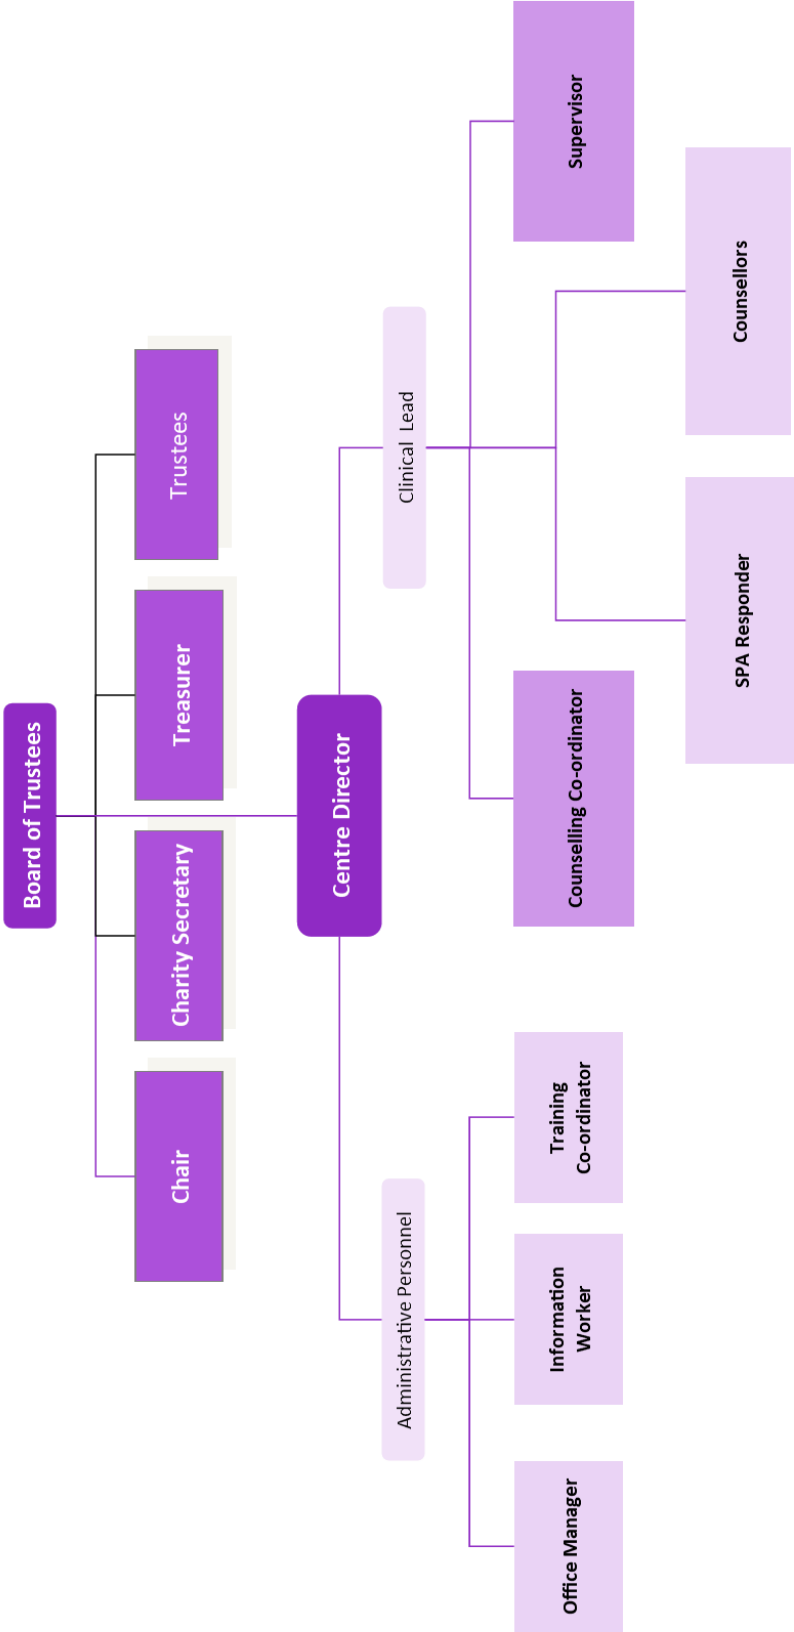 Board of Trustees
Chair
Charity Secretary
Treasurer
Trustees
Centre Director
Administrative Personnel
Clinical Lead
Office Manager
Information
Worker
Training
Co-ordinator
Counselling Co-ordinator
Supervisor
SPA Responder
Counsellors